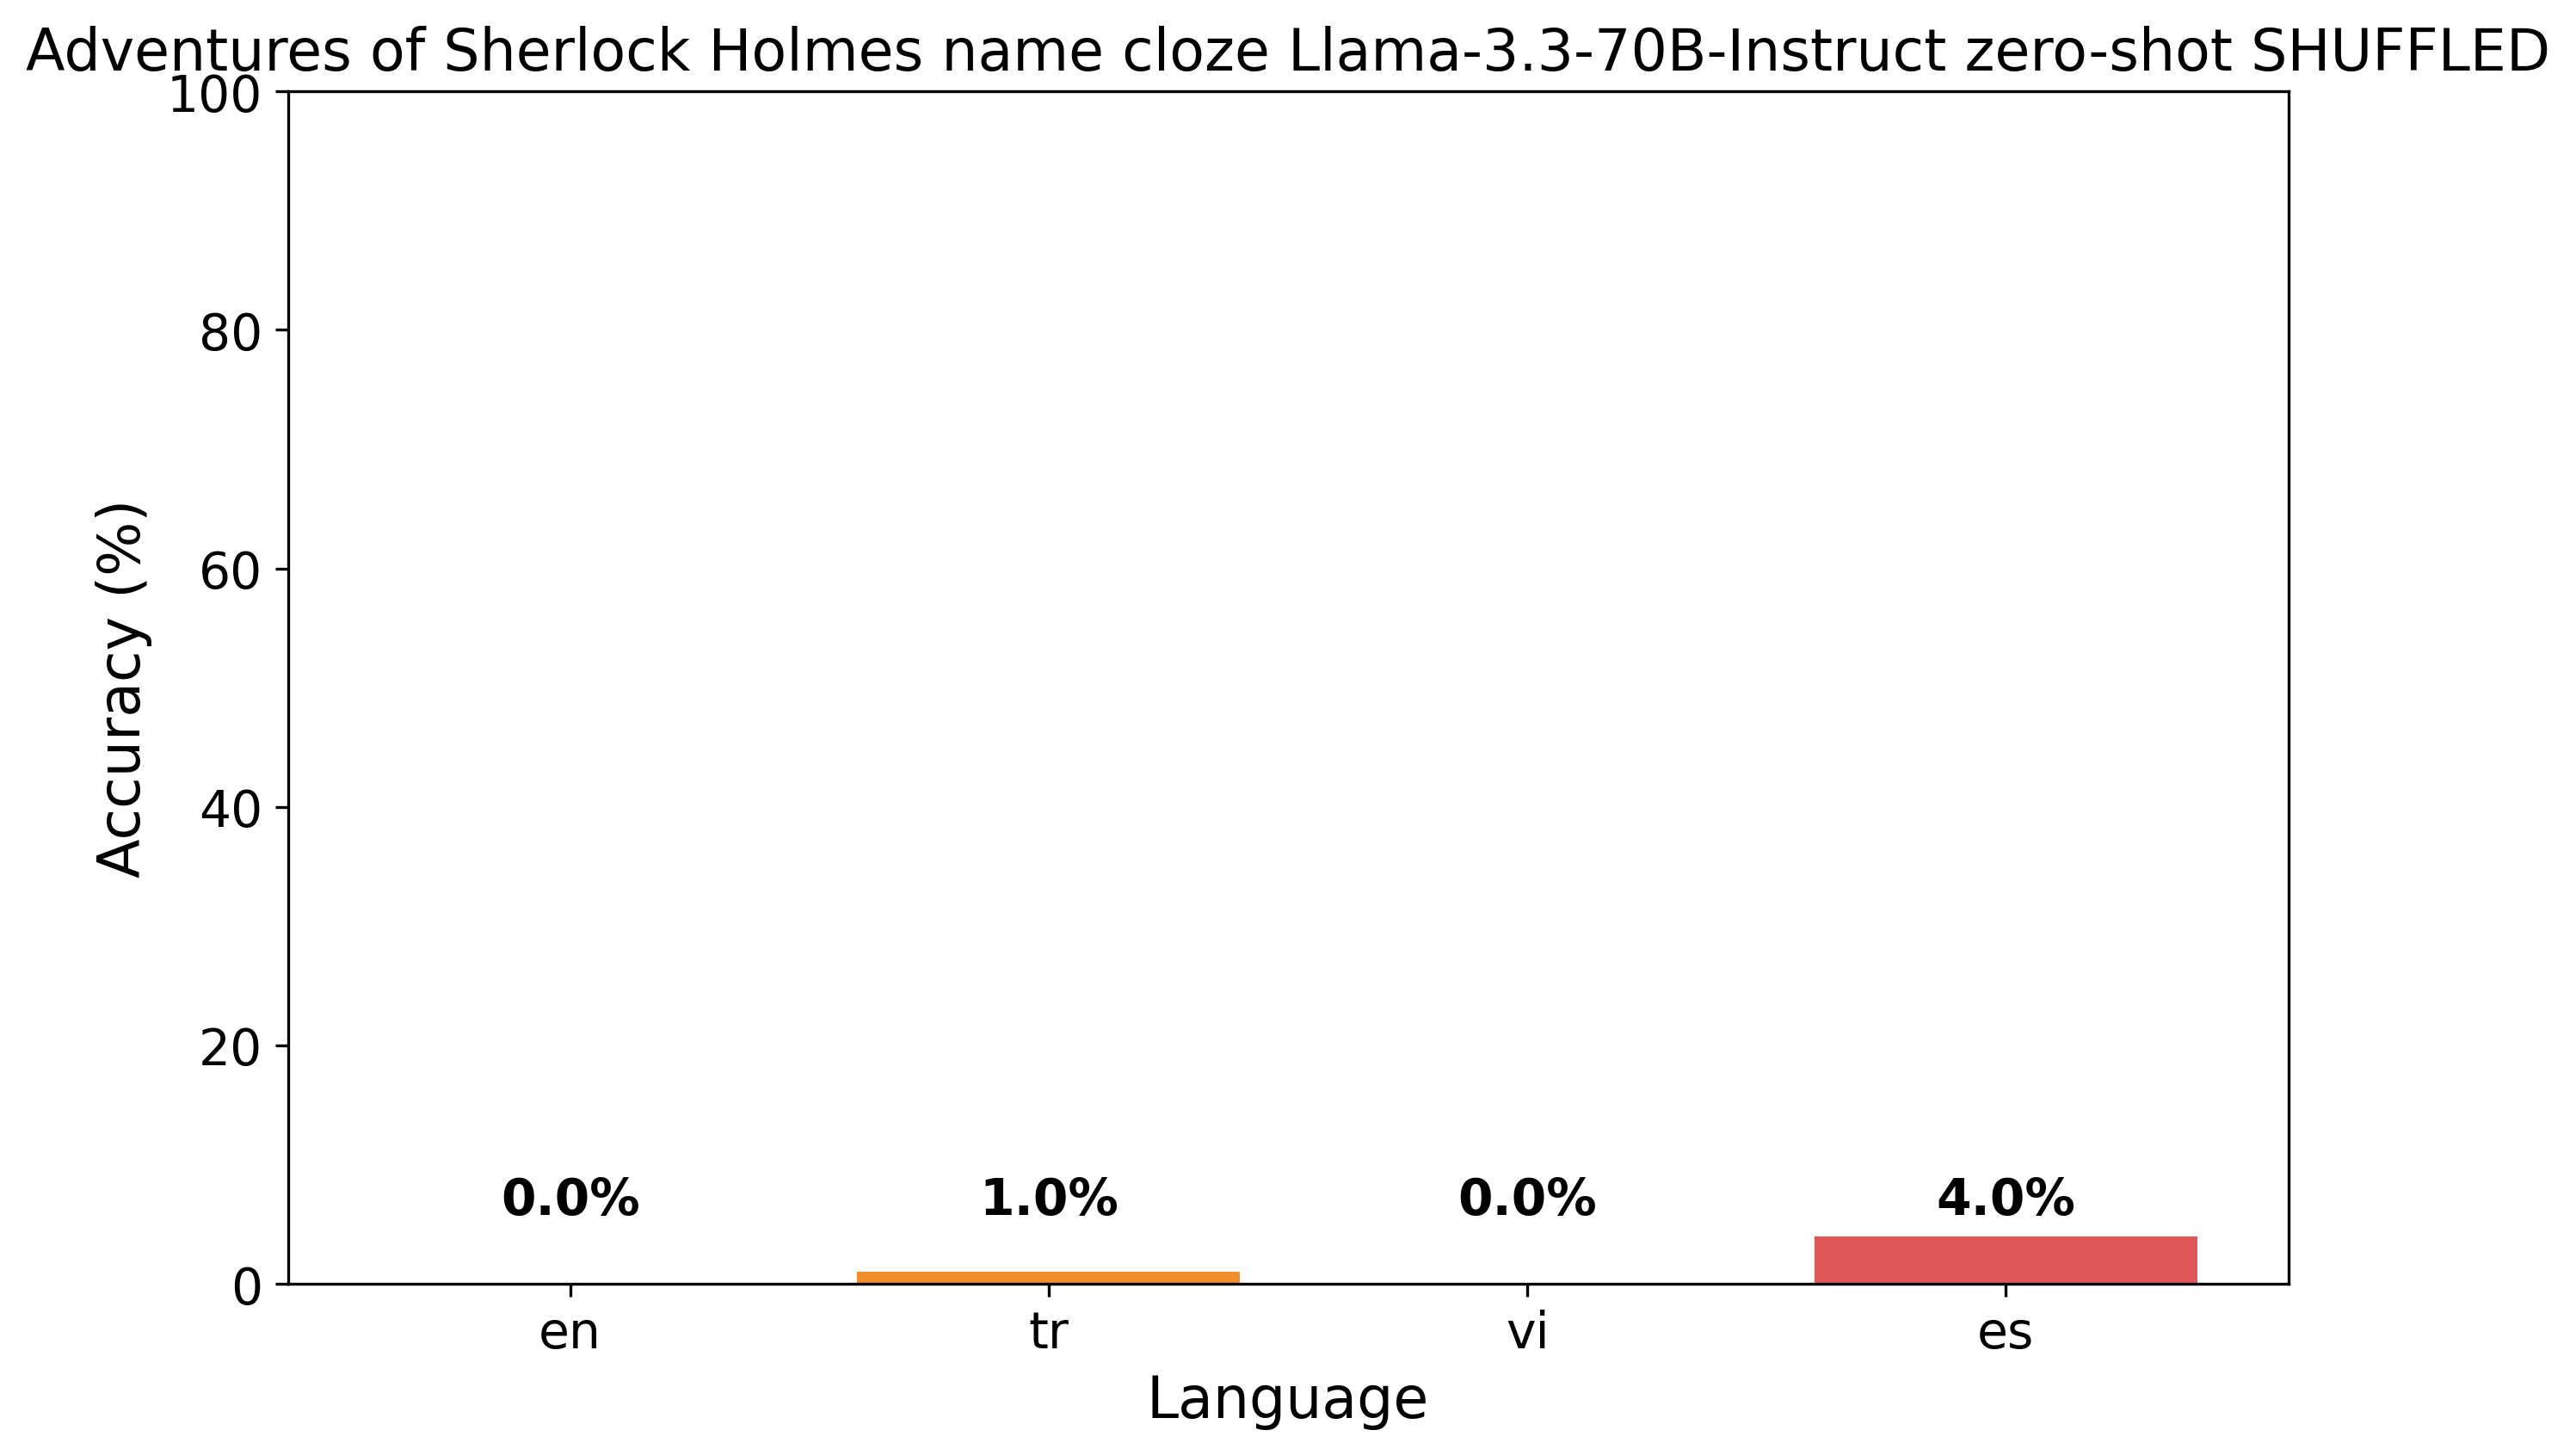 Adventures of Sherlock Holmes name cloze Llama-3.3-70B-Instruct zero-shot SHUFFLED
100
80
60
40
20
0
Accuracy (%)
0.0%
1.0%
0.0%
4.0%
en
tr
vi
es
Language